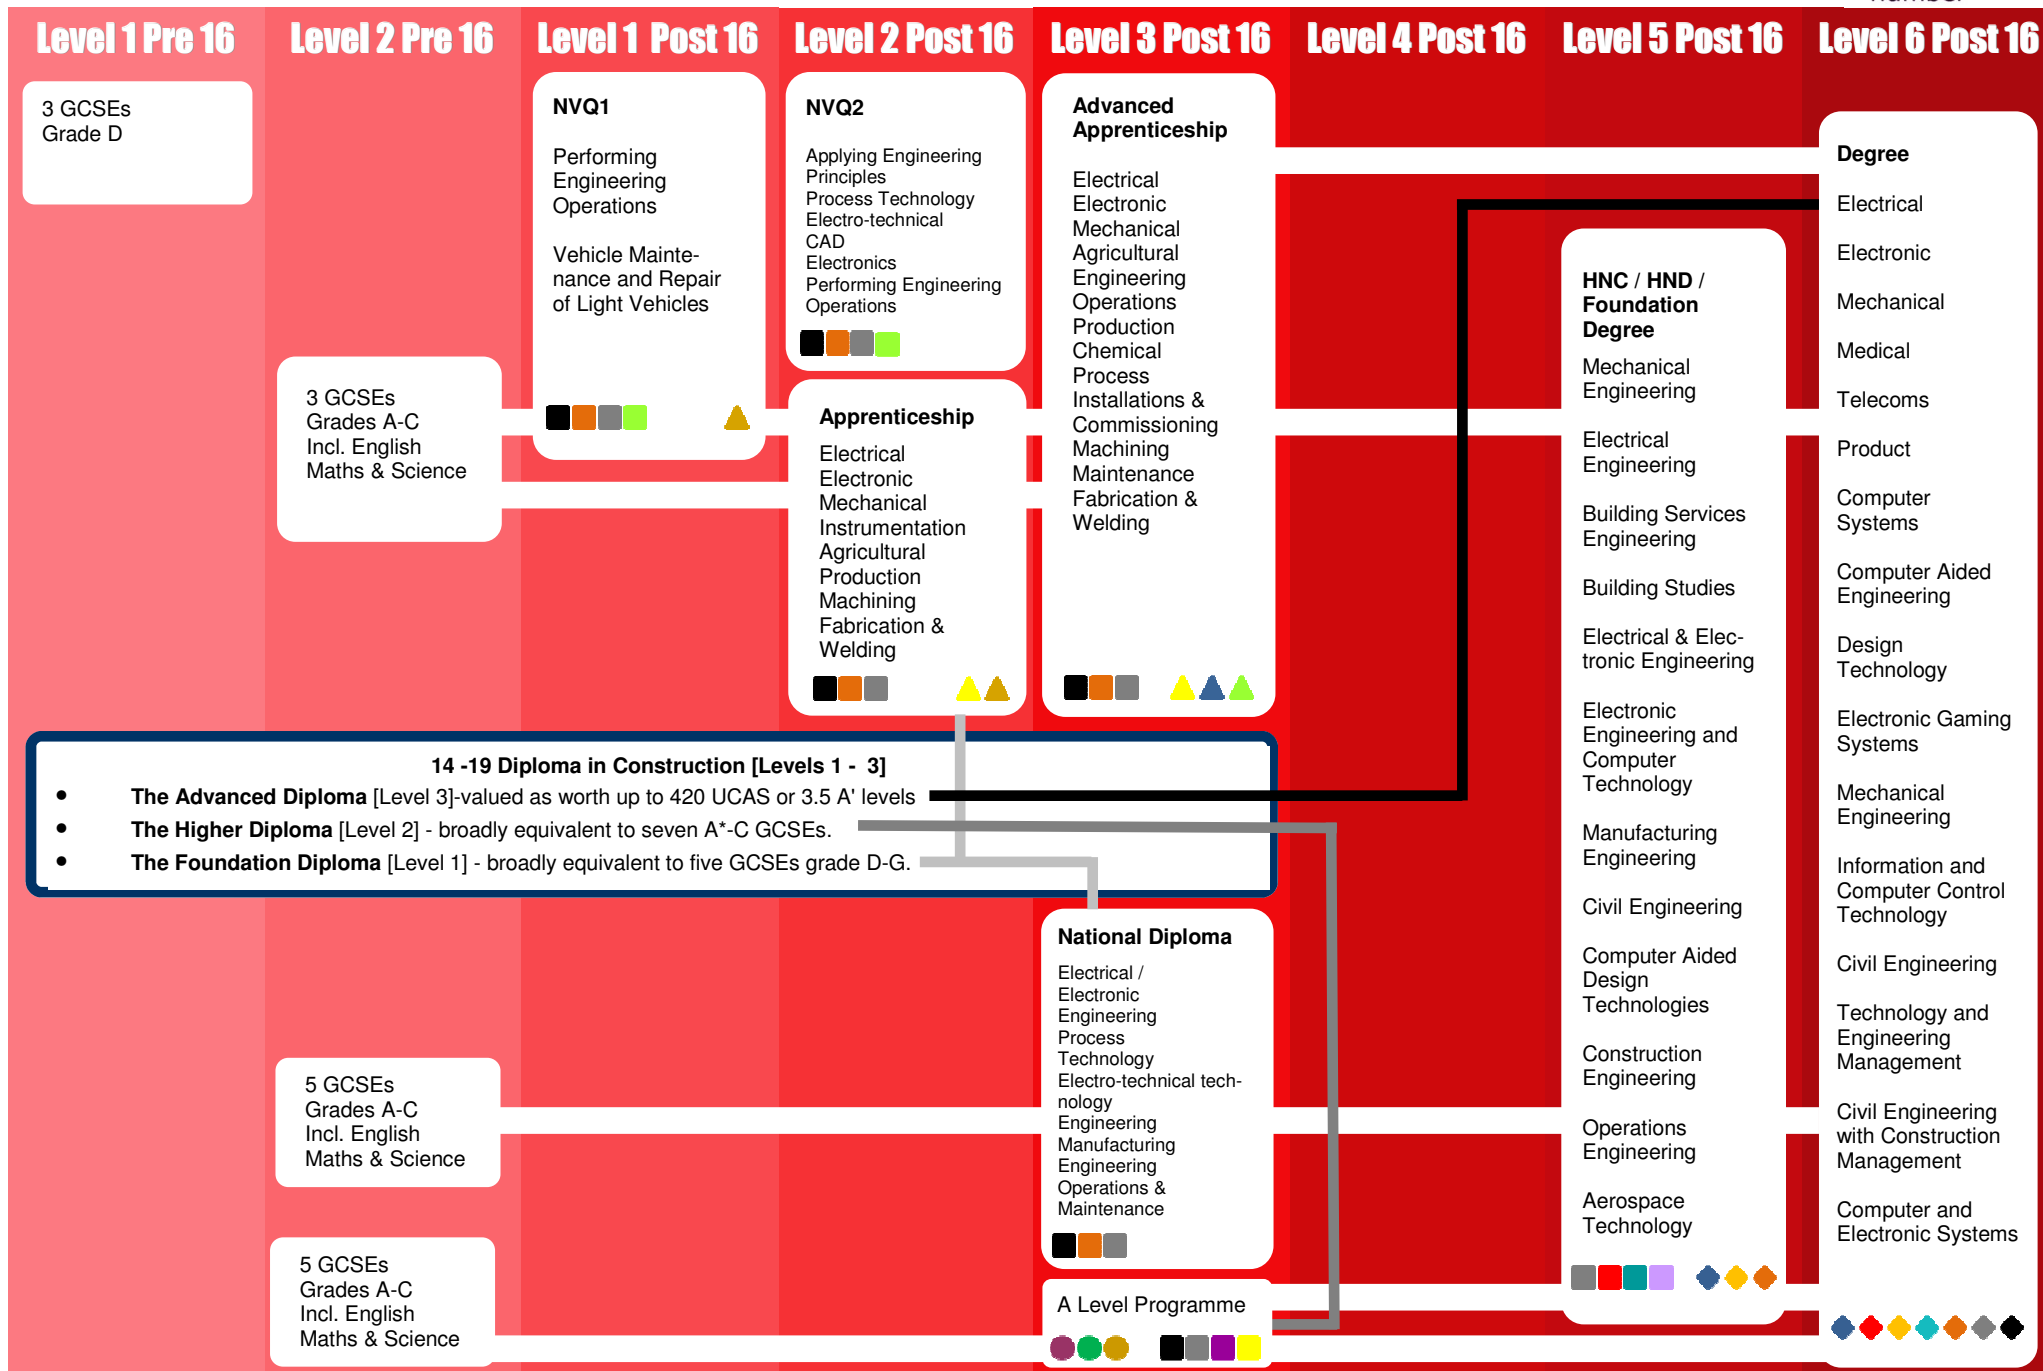 number
Level 1 Pre 16
Level 2 Pre 16
Level 1 Post 16
Level 2 Post 16
Level 3 Post 16
Level 4 Post 16
Level 5 Post 16
Level 6 Post 16
3 GCSEs
Grade D
3 GCSEs
Grades A-C
Incl. English
Maths & Science
NVQ1
Performing
Engineering
Operations
Vehicle Mainte-
nance and Repair
of Light Vehicles
NVQ2
Applying Engineering
Principles
Process Technology
Electro-technical
CAD
Electronics
Performing Engineering
Operations
Apprenticeship
Electrical
Electronic
Mechanical
Instrumentation
Agricultural
Production
Machining
Fabrication &
Welding
Advanced
Apprenticeship
Electrical
Electronic
Mechanical
Agricultural
Engineering
Operations
Production
Chemical
Process
Installations &
Commissioning
Machining
Maintenance
Fabrication &
Welding
14 -19 Diploma in Construction [Levels 1 - 3]
• The Advanced Diploma [Level 3]-valued as worth up to 420 UCAS or 3.5 A' levels
• The Higher Diploma [Level 2] - broadly equivalent to seven A*-C GCSEs.
• The Foundation Diploma [Level 1] - broadly equivalent to five GCSEs grade D-G.
5 GCSEs
Grades A-C
Incl. English
Maths & Science
5 GCSEs
Grades A-C
Incl. English
Maths & Science
National Diploma
Electrical /
Electronic
Engineering
Process
Technology
Electro-technical tech-
nology
Engineering
Manufacturing
Engineering
Operations &
Maintenance
A Level Programme
HNC / HND /
Foundation
Degree
Mechanical
Engineering
Electrical
Engineering
Building Services
Engineering
Building Studies
Electrical & Elec-
tronic Engineering
Electronic
Engineering and
Computer
Technology
Manufacturing
Engineering
Civil Engineering
Computer Aided
Design
Technologies
Construction
Engineering
Operations
Engineering
Aerospace
Technology
Degree
Electrical
Electronic
Mechanical
Medical
Telecoms
Product
Computer
Systems
Computer Aided
Engineering
Design
Technology
Electronic Gaming
Systems
Mechanical
Engineering
Information and
Computer Control
Technology
Civil Engineering
Technology and
Engineering
Management
Civil Engineering
with Construction
Management
Computer and
Electronic Systems